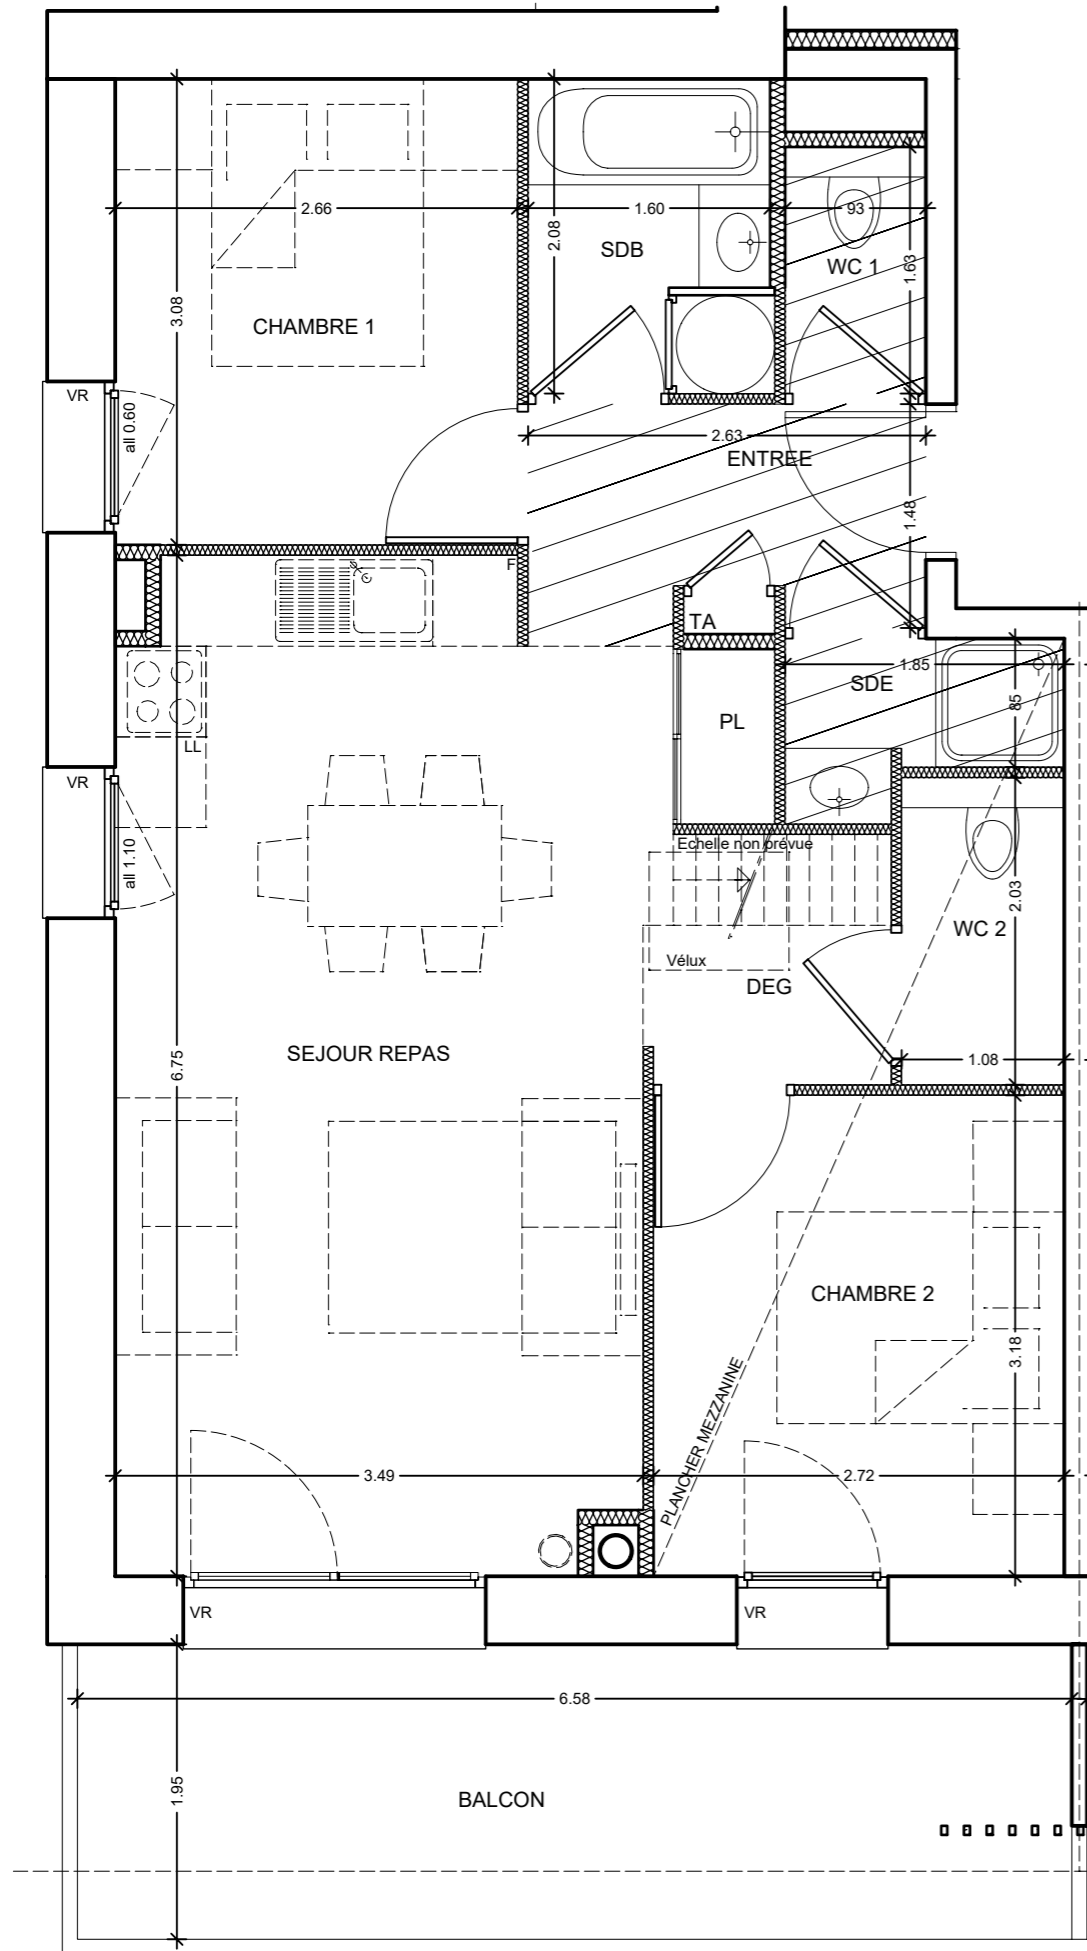 2.66
1.60
93
2.08
SDB
WC 1
1.63
3.08
CHAMBRE 1
VR
all 0.60
2.63
ENTREE
1.48
F
TA
1.85
SDE
85
PL
LL
VR
all 1.10
Echelle non prévue
2.03
WC 2
Vélux
DEG
SEJOUR REPAS
6.75
1.08
CHAMBRE 2
3.18
PLANCHER MEZZANINE
3.49
2.72
VR
VR
6.58
1.95
BALCON